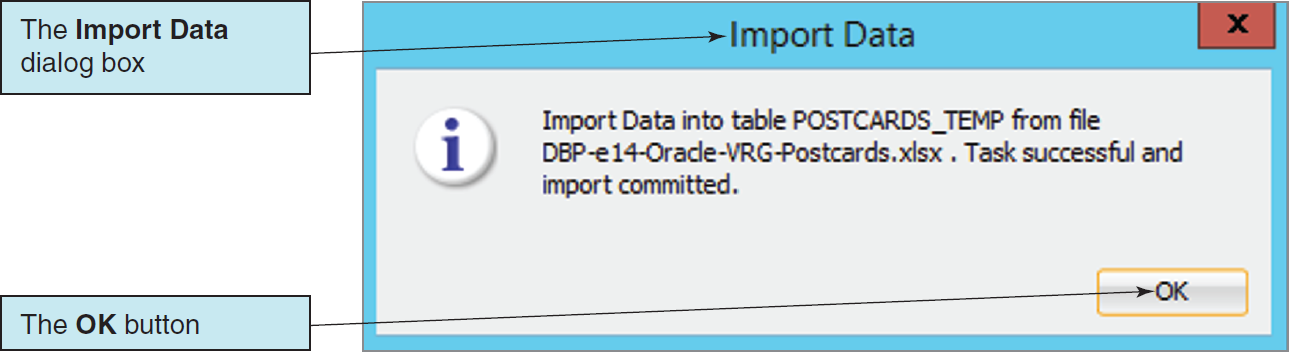 The Import Data
dialog box
Import Data
x
Import Data into table POSTCARDS_TEMP from file
DBP-e14-Oracle-VRG-Postcards.xlsx . Task successful and
import committed.
The OK button
OK